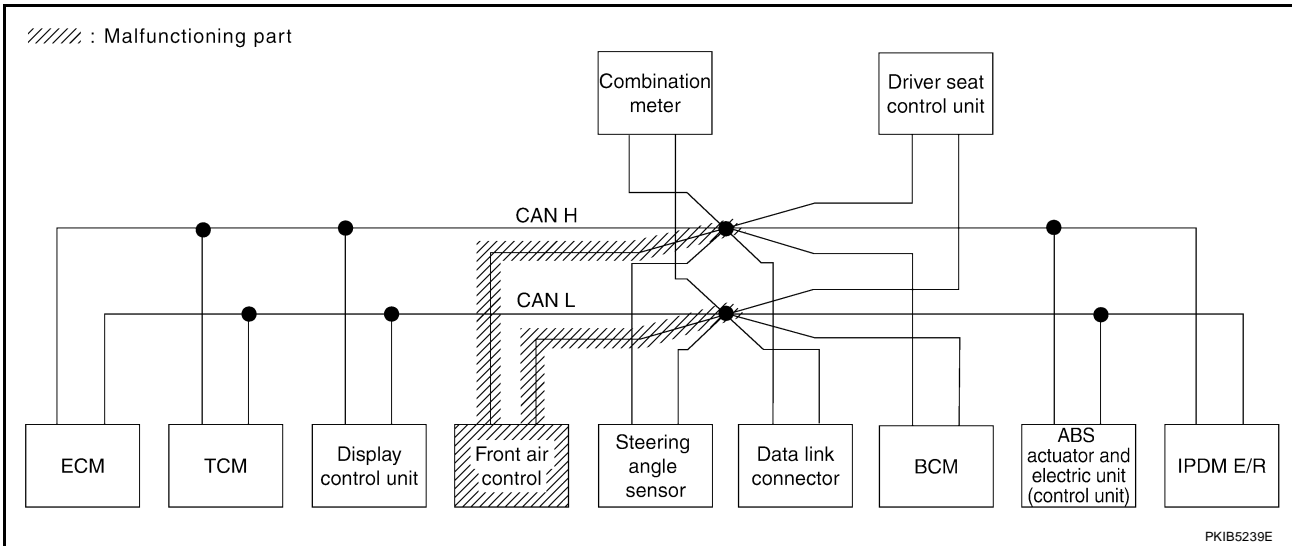 : Malfunctioning part
Combination
meter
Driver seat
control unit
CAN H
CAN L
ECM
TCM
Display
control unit
Front air
control
Steering
angle
sensor
Data link
connector
BCM
ABS
actuator and
electric unit
(control unit)
IPDM E/R
PKIB5239E